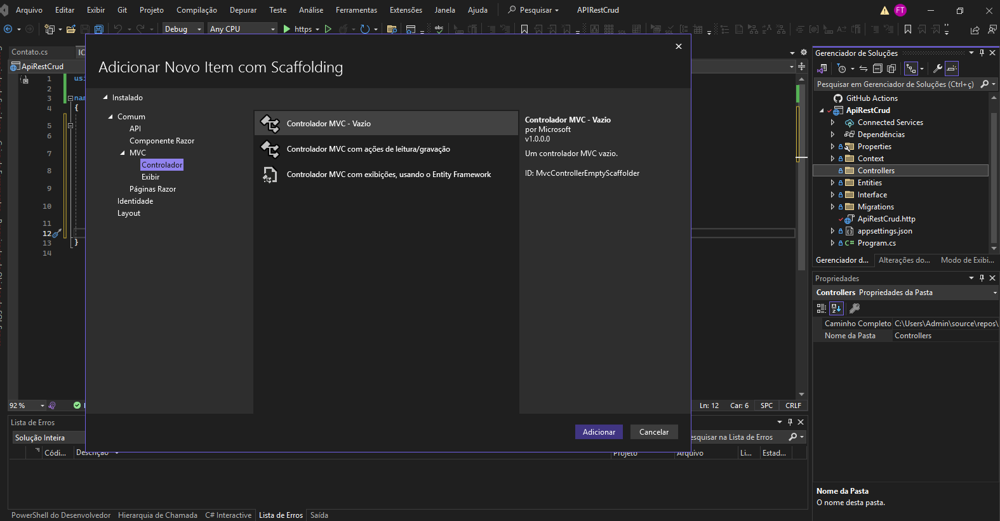 Arquivo Editar Exibir Git Projeto Compilação Depurar Teste Análise Ferramentas Extensões Janela Ajuda Pesquisar APIRestCrud FT
Debug Any CPU https
Contato.cs
ApiRestCrud
1
2
3
4
5
6
7
8
9
10
11
12
13
14
{
}
92 %
Adicionar Novo Item com Scaffolding
Instalado
Comum
API
Componente Razor
MVC
Controlador
Exibir
Páginas Razor
Identidade
Layout
Controlador MVC - Vazio
Controlador MVC com ações de leitura/gravação
Controlador MVC com exibições, usando o Entity Framework
Controlador MVC - Vazio
por Microsoft
v1.0.0.0
Um controlador MVC vazio.
ID: MvcControllerEmptyScaffolder
Adicionar Cancelar
Ln: 12 Car: 6 SPC CRLF
Lista de Erros
Solução Inteira
esquisar na Lista de Erros
Códi... Descrição Projeto Arquivo Li... Estad...
PowerShell do Desenvolvedor Hierarquia de Chamada C# Interactive Lista de Erros Saída
Gerenciador de Soluções
Pesquisar em Gerenciador de Soluções (Ctrl+ç)
GitHub Actions
ApiRestCrud
Connected Services
Dependências
Properties
Context
Controllers
Entities
Interface
Migrations
ApiRestCrud.http
appsettings.json
C# Program.cs
Gerenciador d... Alterações do... Modo de Exibi...
Propriedades
Controllers Propriedades da Pasta
Caminho Completo C:\Users\Admin\source\repos\
Nome da Pasta Controllers
Nome da Pasta
O nome desta pasta.